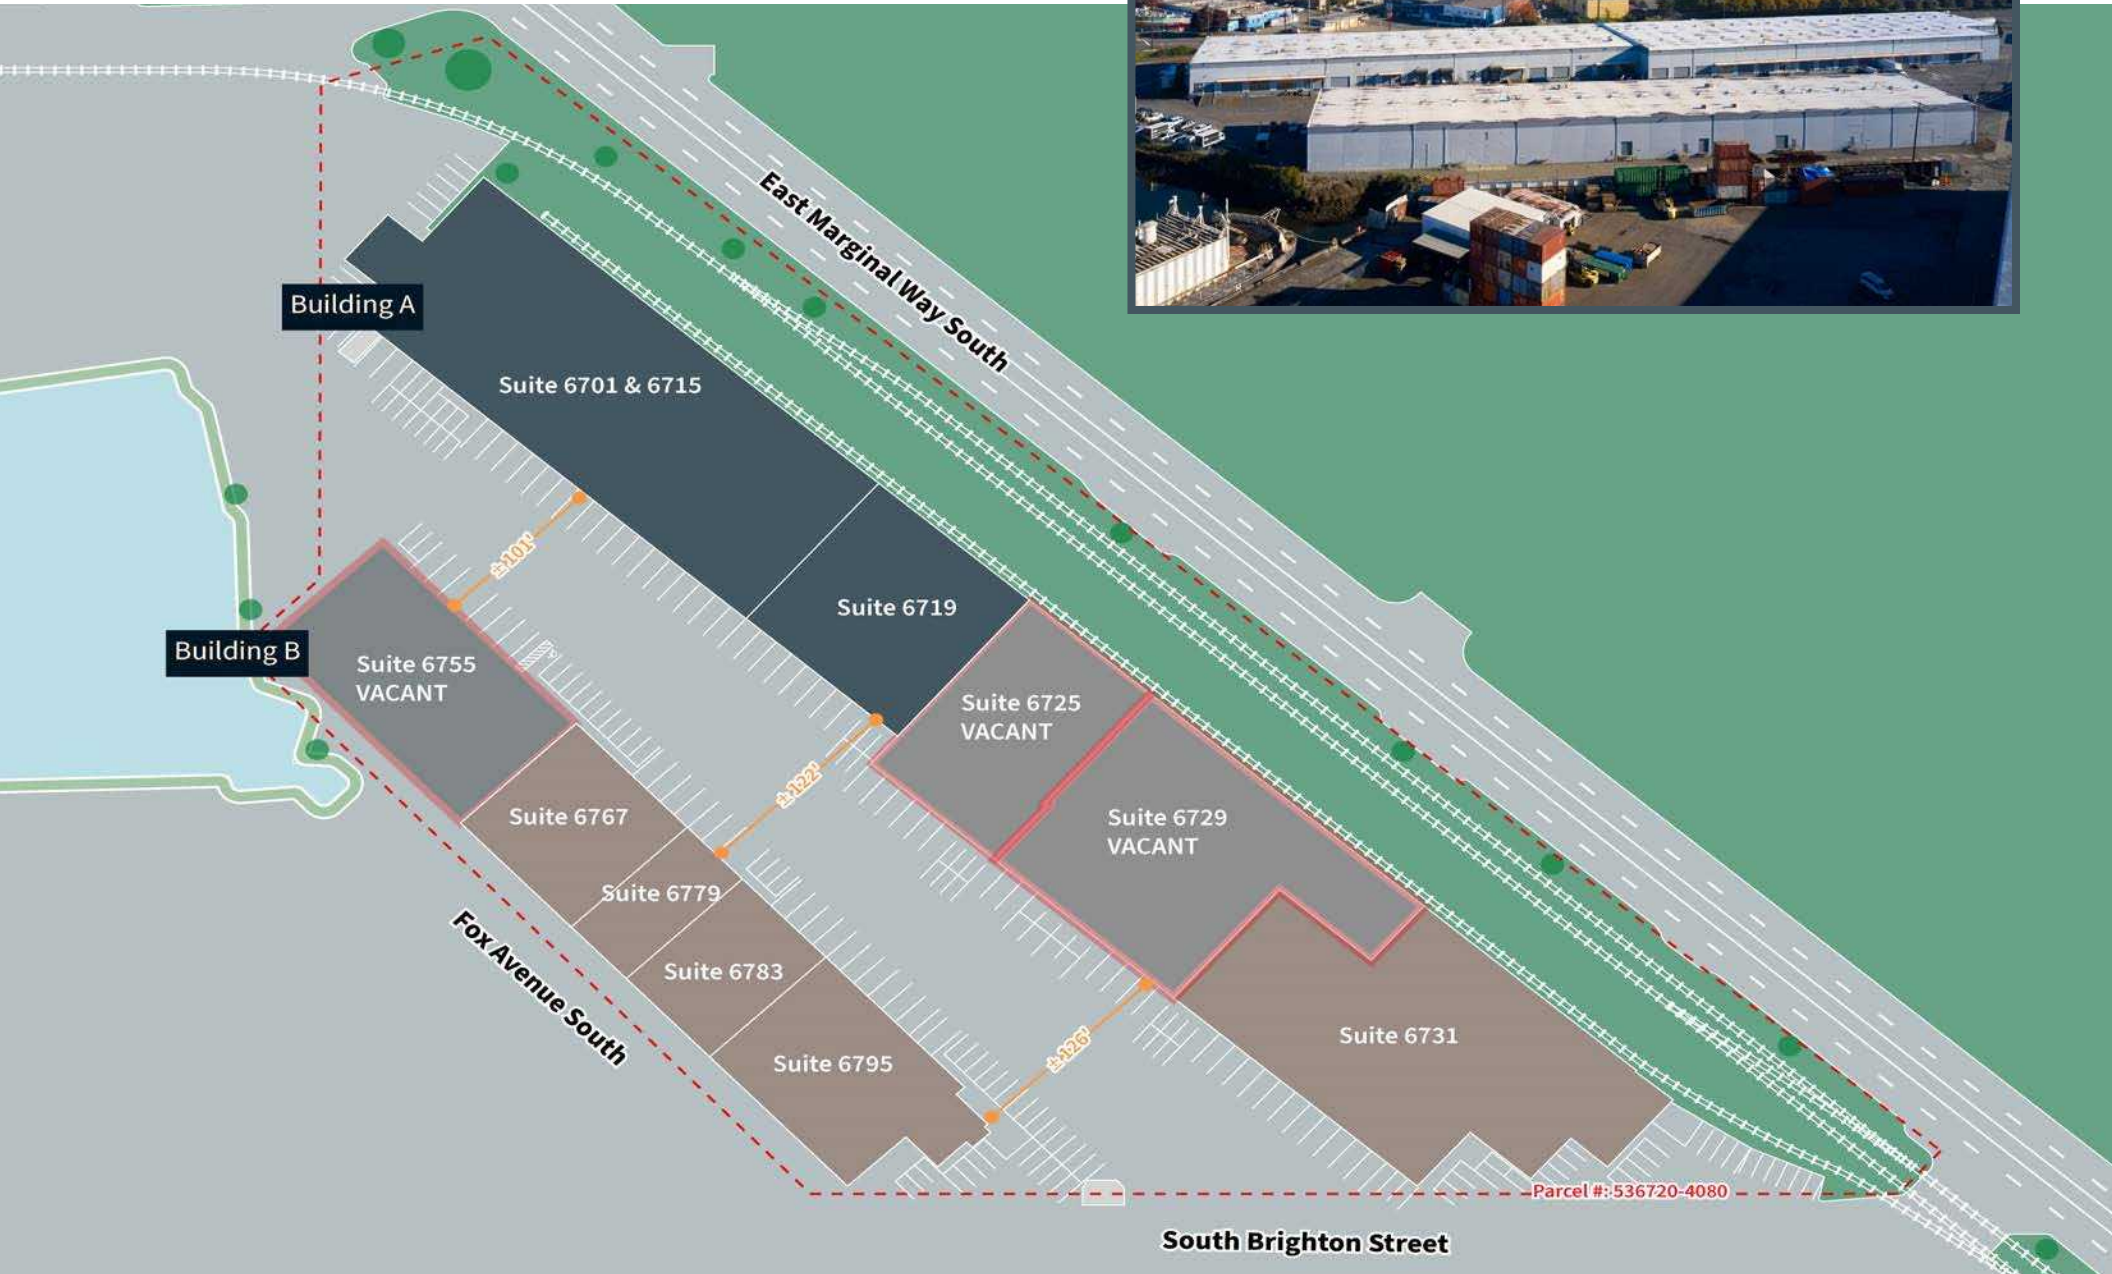 East Marginal Way South
Building A
Suite 6701 & 6715
±101'
Suite 6719
Building B
Suite 6755
VACANT
Suite 6725
VACANT
±122'
Suite 6767
Suite 6729
VACANT
Suite 6779
Fox Avenue South
Suite 6783
Suite 6795
±126'
Suite 6731
Parcel #: 536720-4080
South Brighton Street